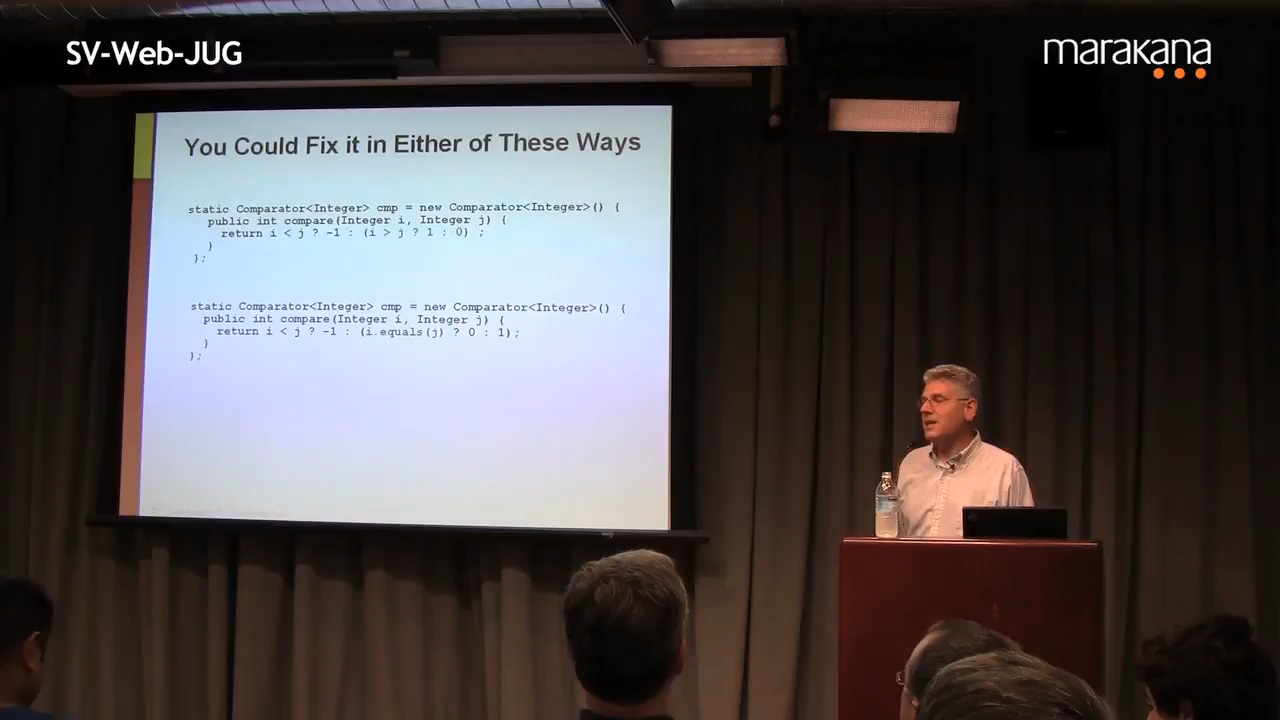 SV-Web-JUG
marakana
You Could Fix it in Either of These Ways
static Comparator<Integer> cmp = new Comparator<Integer>() {
public int compare(Integer i, Integer j) {
return i < j ? -1 : (i > j ? 1 : 0) ;
}
};
static Comparator<Integer> cmp = new Comparator<Integer>() {
public int compare(Integer i, Integer j) {
return i < j ? -1 : (i.equals(j) ? 0 : 1);
}
};